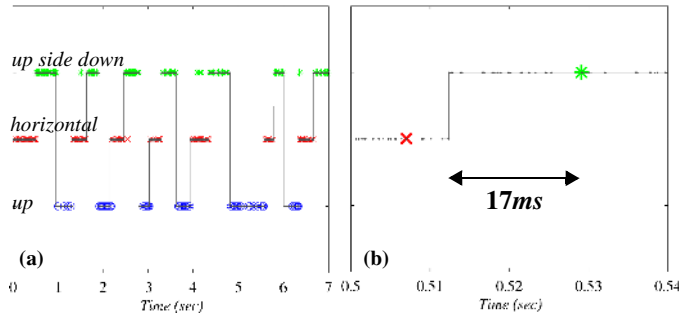 up side down
horizontal
up
17ms
(a)
(b)
0 1 2 3 4 5 6 7
0.5 0.51 0.52 0.53 0.54
Time (sec)
Time (sec)